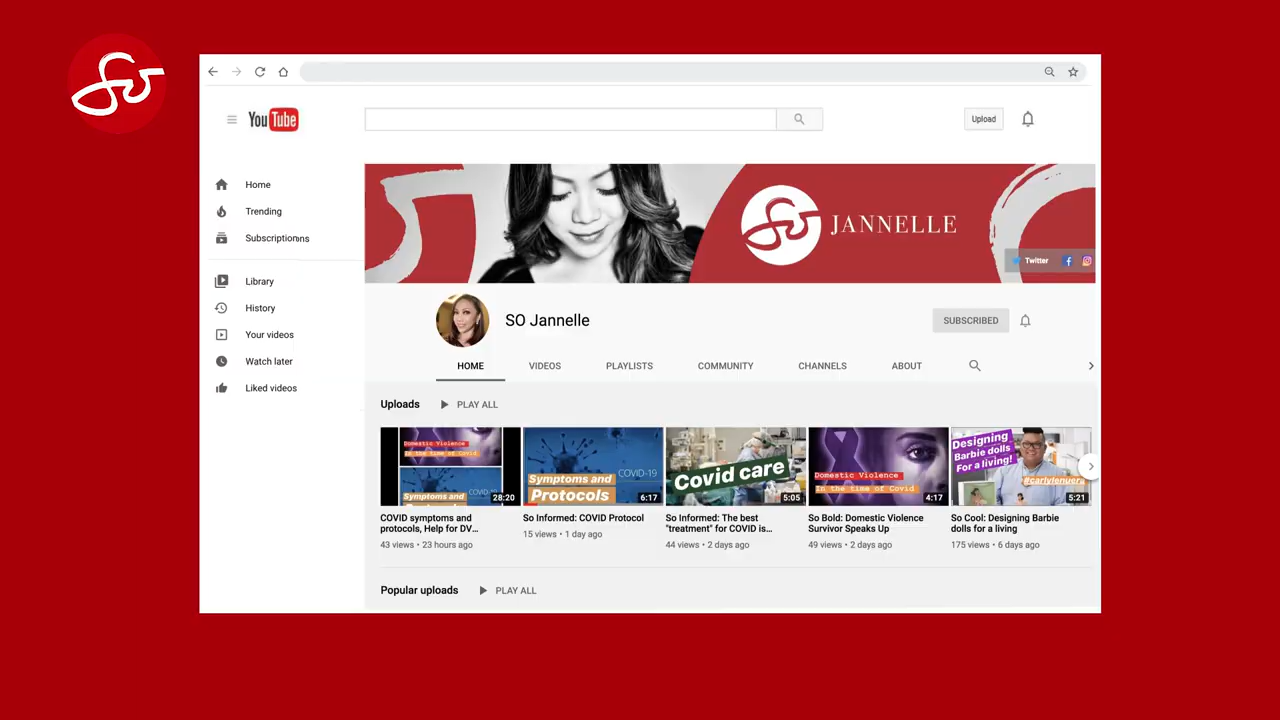 So
YouTube
Upload
Home
Trending
Subscriptionsns
Library
History
Your videos
Watch later
Liked videos
So JANNELLE
Twitter
SO Jannelle
SUBSCRIBED
HOME VIDEOS PLAYLISTS COMMUNITY CHANNELS ABOUT
Uploads PLAY ALL
Domestic Violence
In the time of Covid
Symptoms and
COVID-19
28:20
COVID symptoms and
protocols, Help for DV...
43 views • 23 hours ago
COVID-19
Symptoms and
Protocols
6:17
So Informed: COVID Protocol
15 views • 1 day ago
Covid care
5:05
So Informed: The best
"treatment" for COVID is...
44 views • 2 days ago
Domestic Violence
In the time of Covid
4:17
So Bold: Domestic Violence
Survivor Speaks Up
49 views • 2 days ago
Designing
Barbie dolls
For a living!
#carlylenuera
5:21
So Cool: Designing Barbie
dolls for a living
175 views • 6 days ago
Popular uploads PLAY ALL